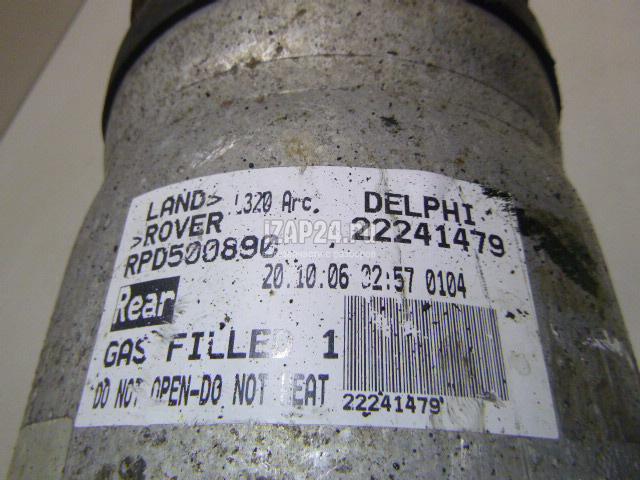 LAND> L320 Arc. DELPHI
>ROVER 22241479
RPD500890
20.10.06 02:57 0104
Rear
GAS FILLED 1
DO NOT OPEN-DO NOT HEAT
22241479